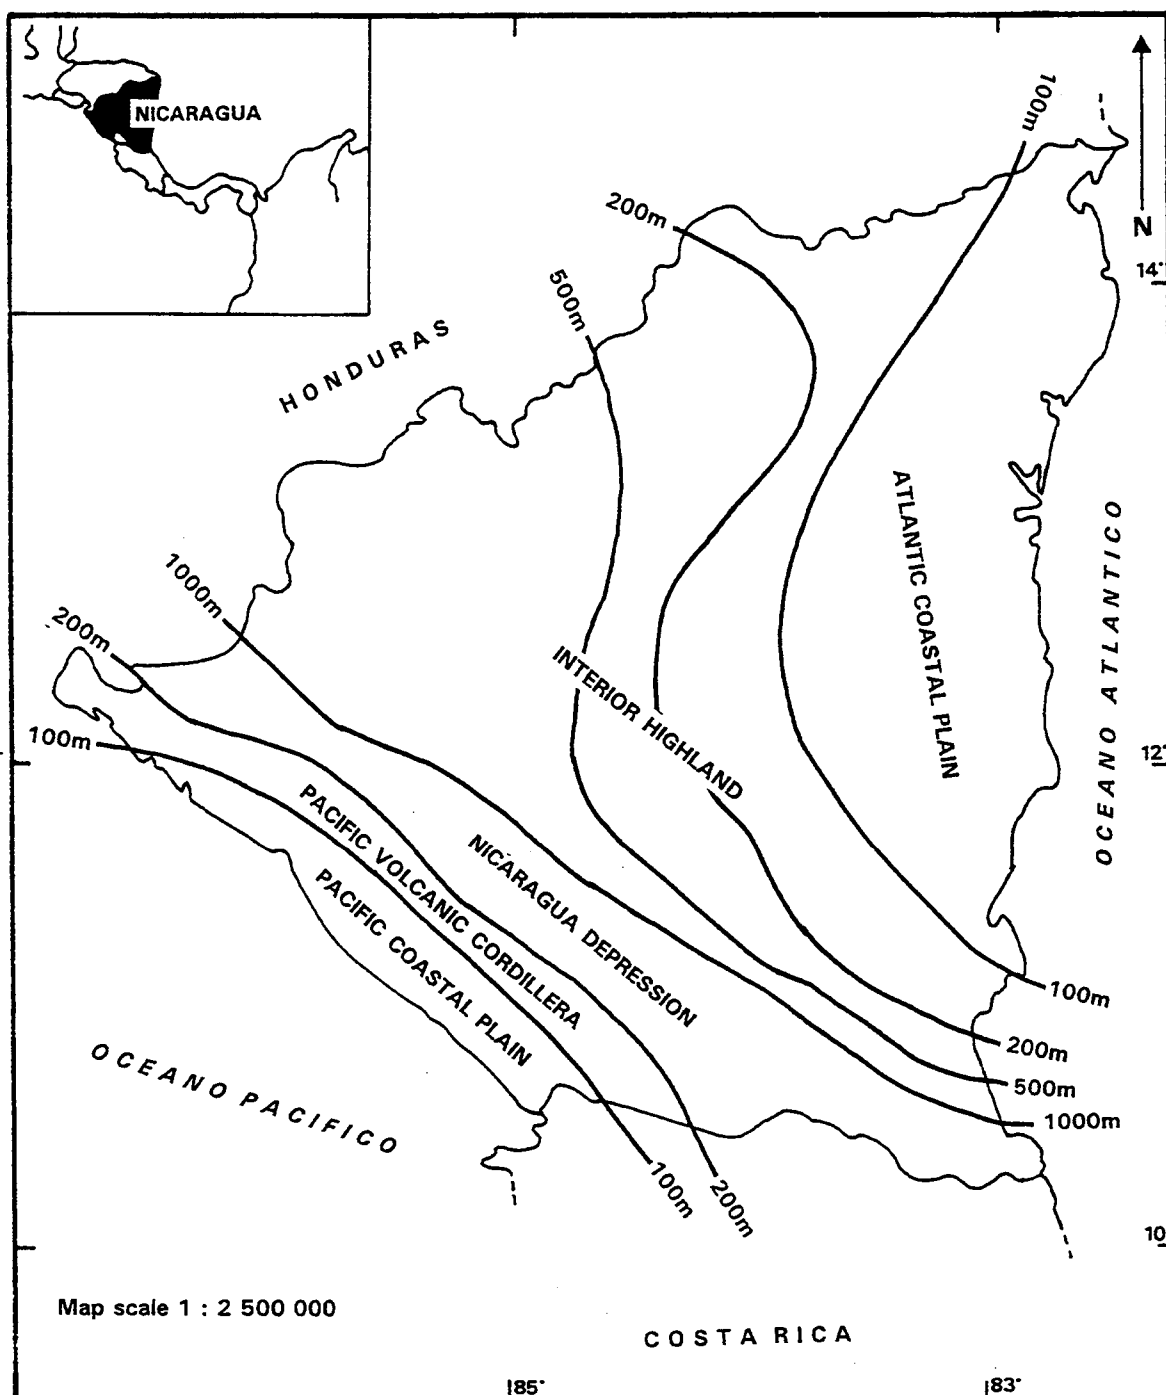 NICARAGUA
100m
N
14°
200m
500m
HONDURAS
ATLANTIC COASTAL PLAIN
OCEANO ATLANTICO
1000m
200m
100m
INTERIOR HIGHLAND
12°
PACIFIC VOLCANIC CORDILLERA
NICARAGUA DEPRESSION
PACIFIC COASTAL PLAIN
100m
200m
500m
1000m
OCEANO PACIFICO
100m
200m
10
Map scale 1 : 2 500 000
COSTA RICA
85°
83°